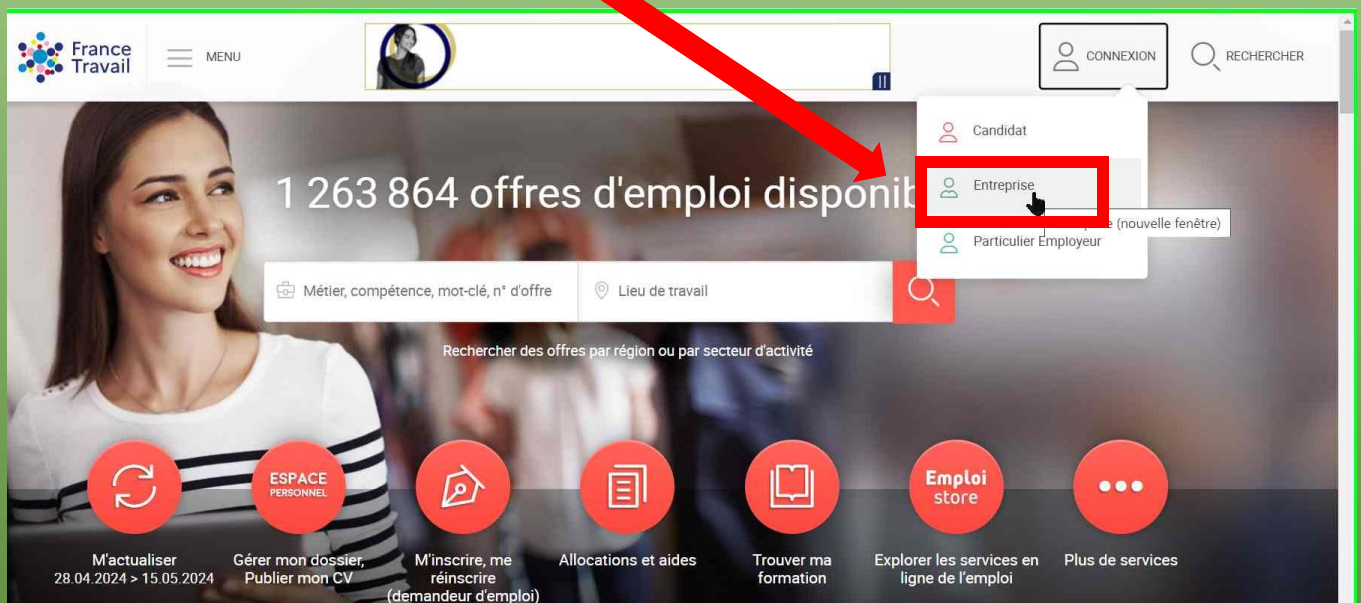 France
Travail
MENU
CONNEXION
RECHERCHER
Candidat
1 263 864 offres d'emploi disponib
Entreprise
(nouvelle fenêtre)
Particulier Employeur
Métier, compétence, mot-clé, n° d'offre
Lieu de travail
Rechercher des offres par région ou par secteur d'activité
ESPACE
PERSONNEL
Emploi
store
M'actualiser
28.04.2024 > 15.05.2024
Gérer mon dossier,
Publier mon CV
M'inscrire, me
réinscrire
(demandeur d'emploi)
Allocations et aides
Trouver ma
formation
Explorer les services en
ligne de l'emploi
Plus de services